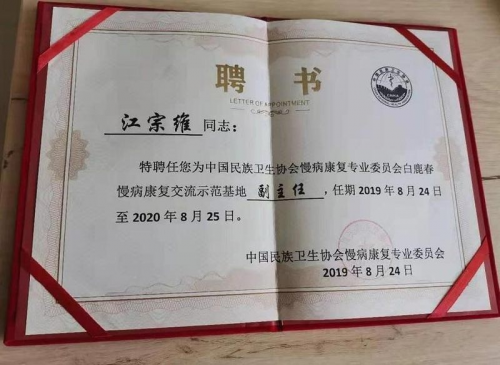 聘 书
LETTER OF APPOINTMENT
江宗维同志：
特聘任您为中国民族卫生协会慢病康复专业委员会白鹿春
慢病康复交流示范基地副主任，任期 2019 年 8 月 24 日
至 2020 年 8 月 25 日。
中国民族卫生协会慢病康复专业委员会
2019 年 8 月 24 日